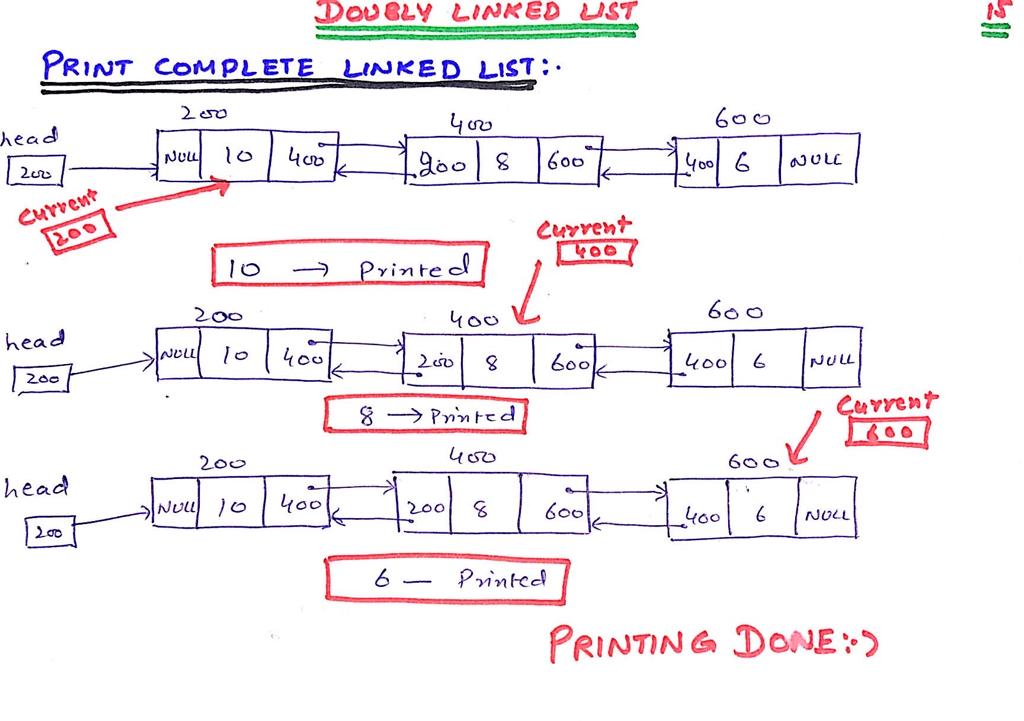 DOUBLY LINKED LIST 15
PRINT COMPLETE LINKED LIST:.
200 400 600
head
200 NULL 10 400 200 8 600 400 6 NULL
Current
200
Current
400
10 → Printed
200 400 600
head
200 NULL 10 400 200 8 600 400 6 NULL
8 → Printed
Current
600
200 400 600
head
200 NULL 10 400 200 8 600 400 6 NULL
6 — Printed
PRINTING DONE:-)